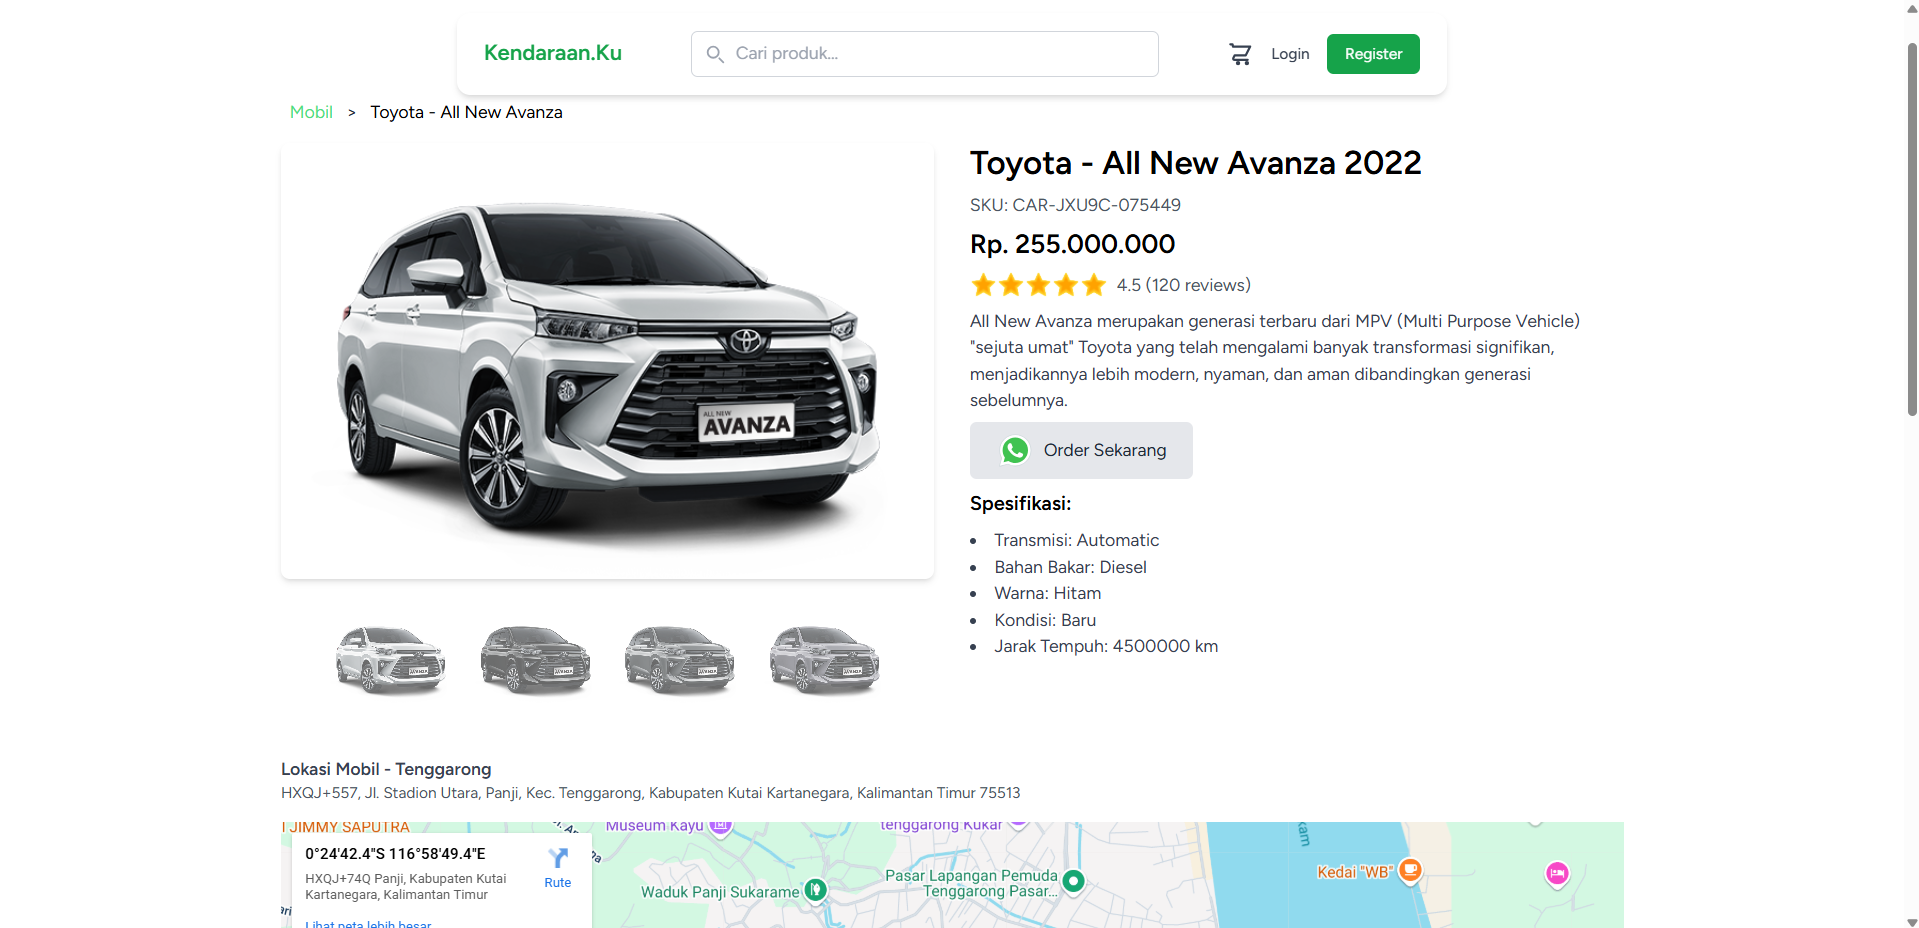 Kendaraan.Ku
Cari produk...
Login
Register
Mobil > Toyota - All New Avanza
ALL NEW
AVANZA
Toyota - All New Avanza 2022
SKU: CAR-JXU9C-075449
Rp. 255.000.000
4.5 (120 reviews)
All New Avanza merupakan generasi terbaru dari MPV (Multi Purpose Vehicle)
"sejuta umat" Toyota yang telah mengalami banyak transformasi signifikan,
menjadikannya lebih modern, nyaman, dan aman dibandingkan generasi
sebelumnya.
Order Sekarang
Spesifikasi:
Transmisi: Automatic
Bahan Bakar: Diesel
Warna: Hitam
Kondisi: Baru
Jarak Tempuh: 4500000 km
AVANZA
AVANZA
AVANZA
AVANZA
Lokasi Mobil - Tenggarong
HXQJ+557, Jl. Stadion Utara, Panji, Kec. Tenggarong, Kabupaten Kutai Kartanegara, Kalimantan Timur 75513
JIMMY SAPUTRA
0°24'42.4"S 116°58'49.4"E
HXQJ+74Q Panji, Kabupaten Kutai
Kartanegara, Kalimantan Timur
Rute
Lihat peta lebih besar
Museum Kayu
tenggarong Kukar
Waduk Panji Sukarame
Pasar Lapangan Pemuda
Tenggarong Pasar...
Kedai "WB"